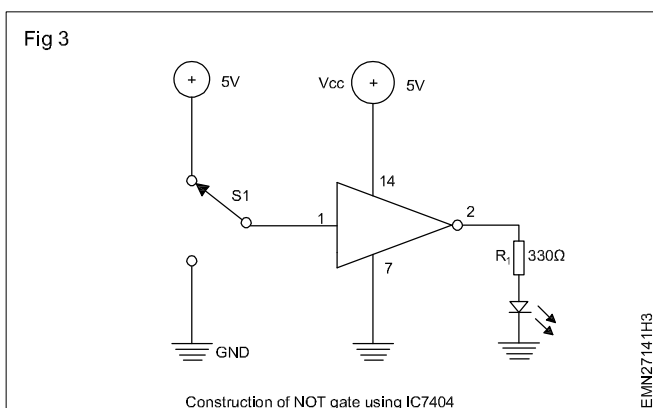 Fig 3
+ 5V
Vcc + 5V
S1
14
1
2
7
R1 330Ω
GND
Construction of NOT gate using IC7404
EMN27141H3